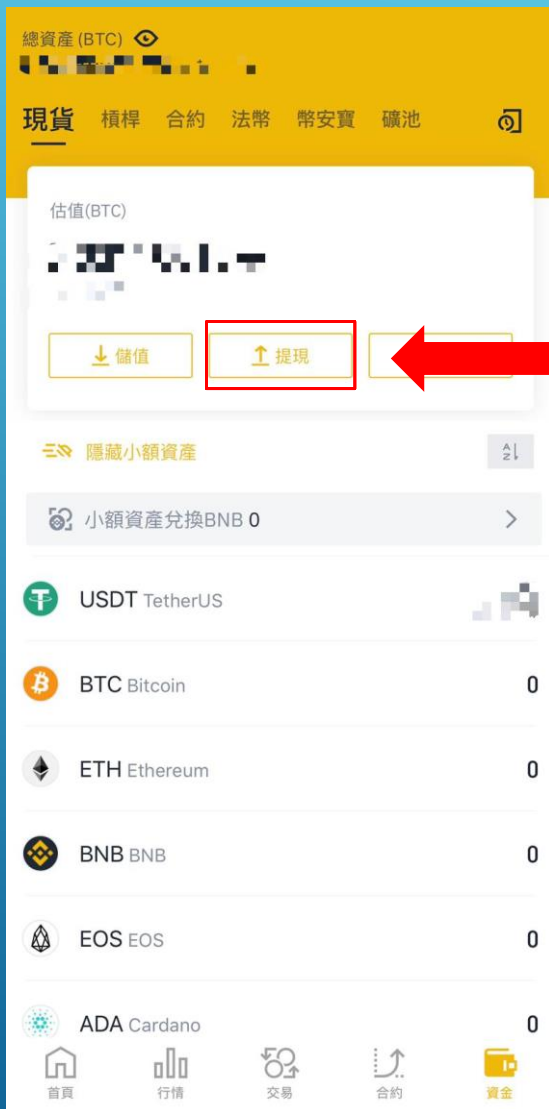 總資產(BTC)
現貨 槓桿 合約 法幣 幣安寶 礦池
估值(BTC)
儲值 提現
隱藏小額資產
小額資產兌換BNB 0
USDT TetherUS
BTC Bitcoin 0
ETH Ethereum 0
BNB BNB 0
EOS EOS 0
ADA Cardano 0
首頁 行情 交易 合約 資金